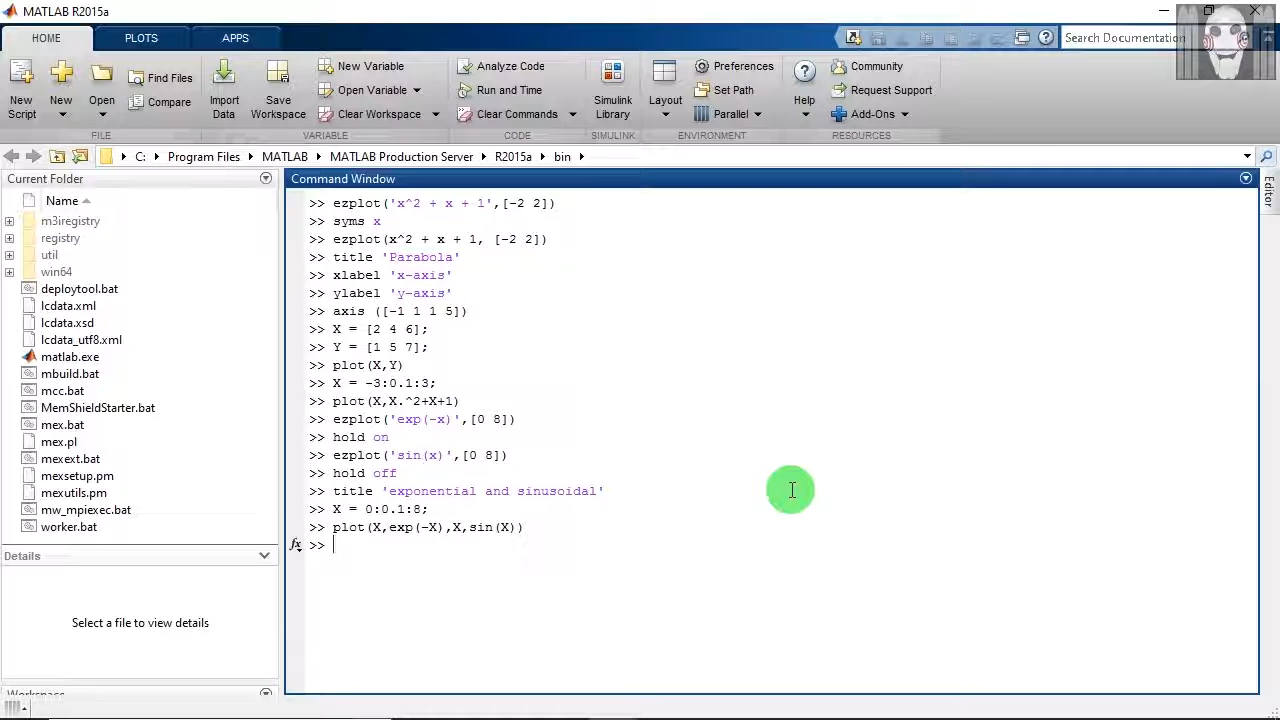 MATLAB R2015a
HOME
PLOTS
APPS
Search Documentation
New Script
New
Open
Find Files
Compare
Import Data
Save Workspace
New Variable
Open Variable
Clear Workspace
Analyze Code
Run and Time
Clear Commands
Simulink Library
Layout
Preferences
Set Path
Parallel
Help
Community
Request Support
Add-Ons
FILE
VARIABLE
CODE
SIMULINK
ENVIRONMENT
RESOURCES
C: Program Files MATLAB MATLAB Production Server R2015a bin
Current Folder
Name
m3iregistry
registry
util
win64
deploytool.bat
lcdata.xml
lcdata.xsd
lcdata_utf8.xml
matlab.exe
mbuild.bat
mcc.bat
MemShieldStarter.bat
mex.bat
mex.pl
mexext.bat
mexsetup.pm
mexutils.pm
mw_mpiexec.bat
worker.bat
Details
Select a file to view details
Workspace
Command Window
>> ezplot('x^2 + x + 1',[-2 2])
>> syms x
>> ezplot(x^2 + x + 1, [-2 2])
>> title 'Parabola'
>> xlabel 'x-axis'
>> ylabel 'y-axis'
>> axis ([-1 1 1 5])
>> X = [2 4 6];
>> Y = [1 5 7];
>> plot(X,Y)
>> X = -3:0.1:3;
>> plot(X,X.^2+X+1)
>> ezplot('exp(-x)',[0 8])
>> hold on
>> ezplot('sin(x)',[0 8])
>> hold off
>> title 'exponential and sinusoidal'
>> X = 0:0.1:8;
>> plot(X,exp(-X),X,sin(X))
fx >>
Editor